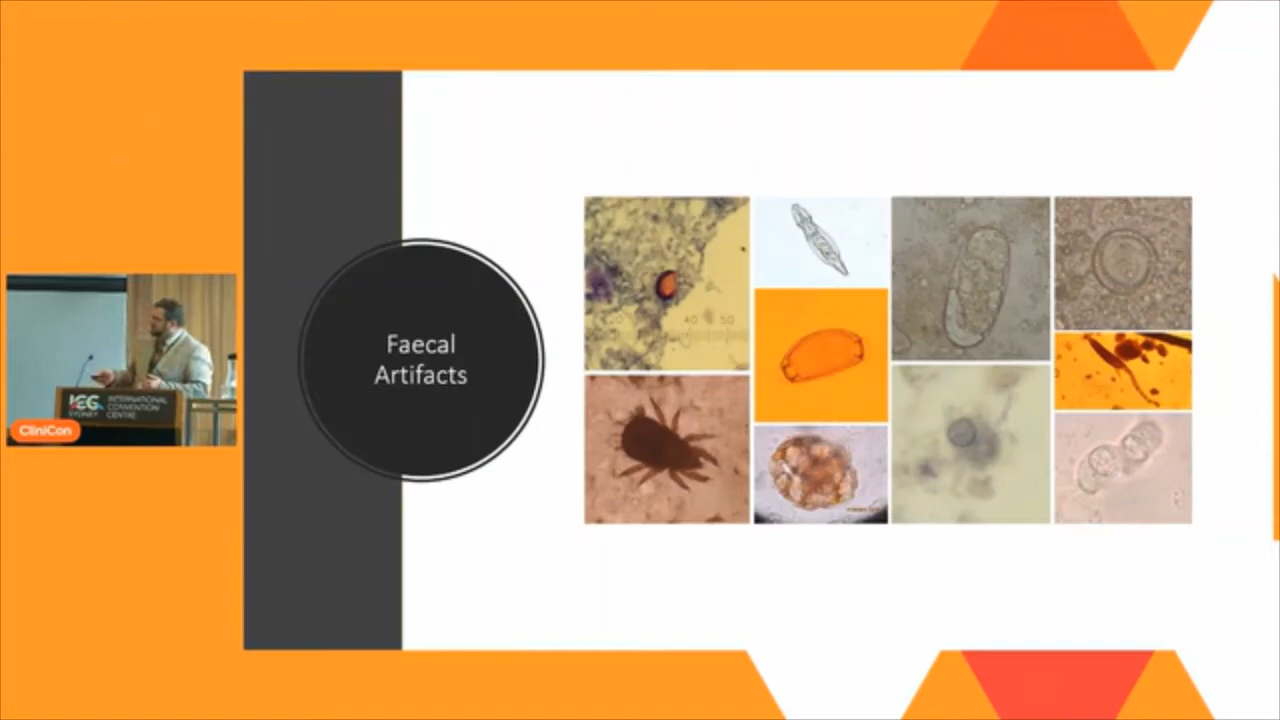 Faecal
Artifacts
ICC
SYDNEY
INTERNATIONAL
CONVENTION
CENTRE
CliniCon
40
50